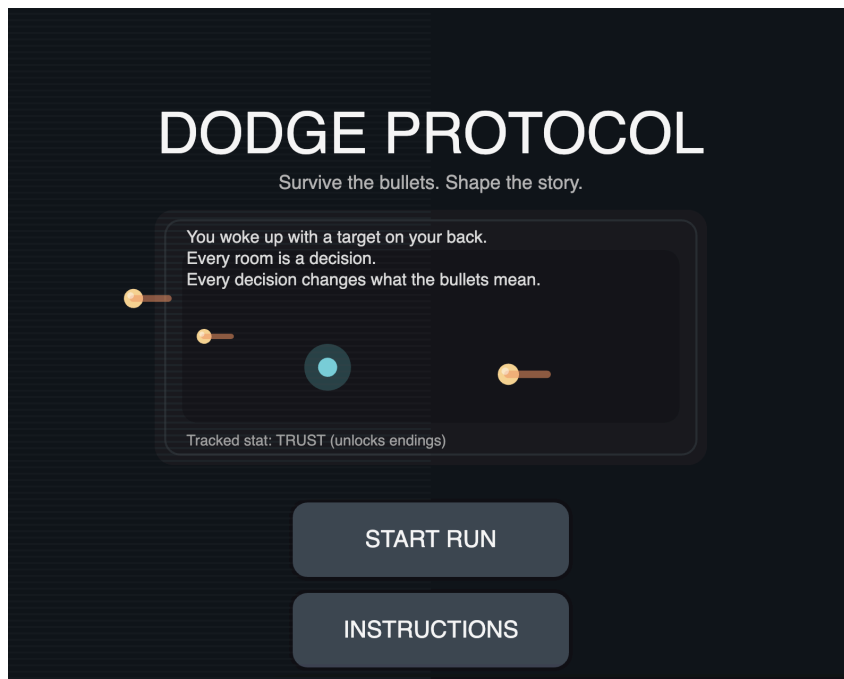 DODGE PROTOCOL
Survive the bullets. Shape the story.
You woke up with a target on your back.
Every room is a decision.
Every decision changes what the bullets mean.
Tracked stat: TRUST (unlocks endings)
START RUN
INSTRUCTIONS